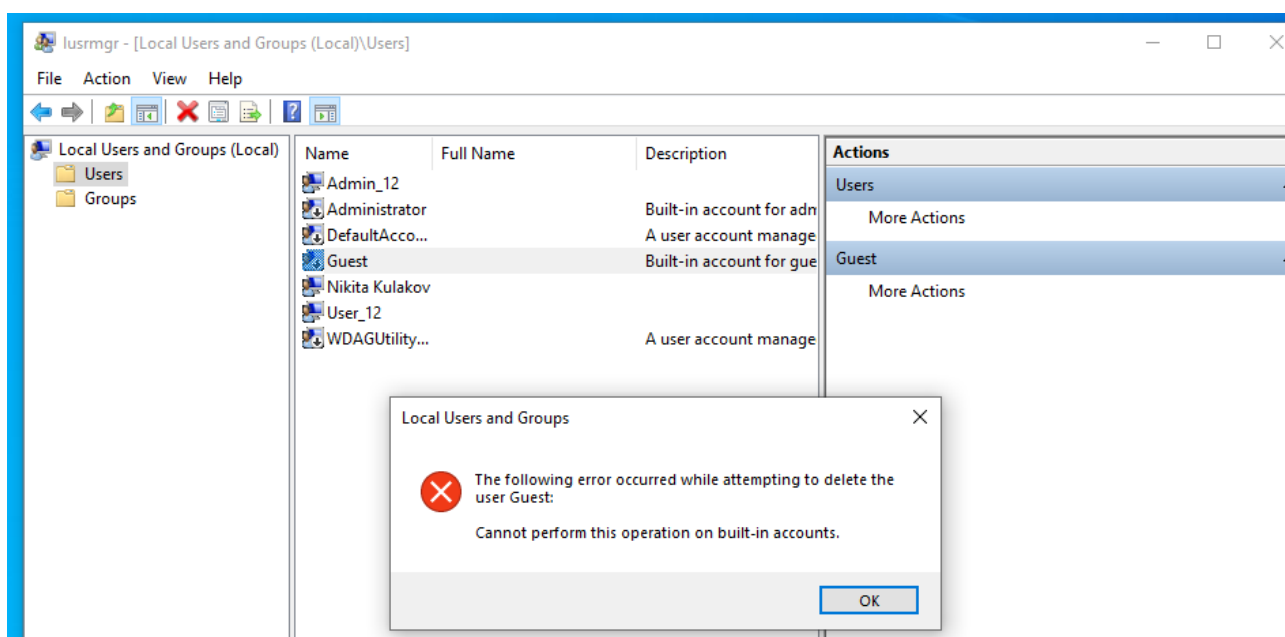 lusrmgr - [Local Users and Groups (Local)\Users]
File Action View Help
Local Users and Groups (Local)
Users
Groups
Name Full Name Description
Admin_12
Administrator Built-in account for adm
DefaultAcco... A user account manage
Guest Built-in account for gue
Nikita Kulakov
User_12
WDAGUtility... A user account manage
Actions
Users
More Actions
Guest
More Actions
Local Users and Groups
The following error occurred while attempting to delete the
user Guest:
Cannot perform this operation on built-in accounts.
OK